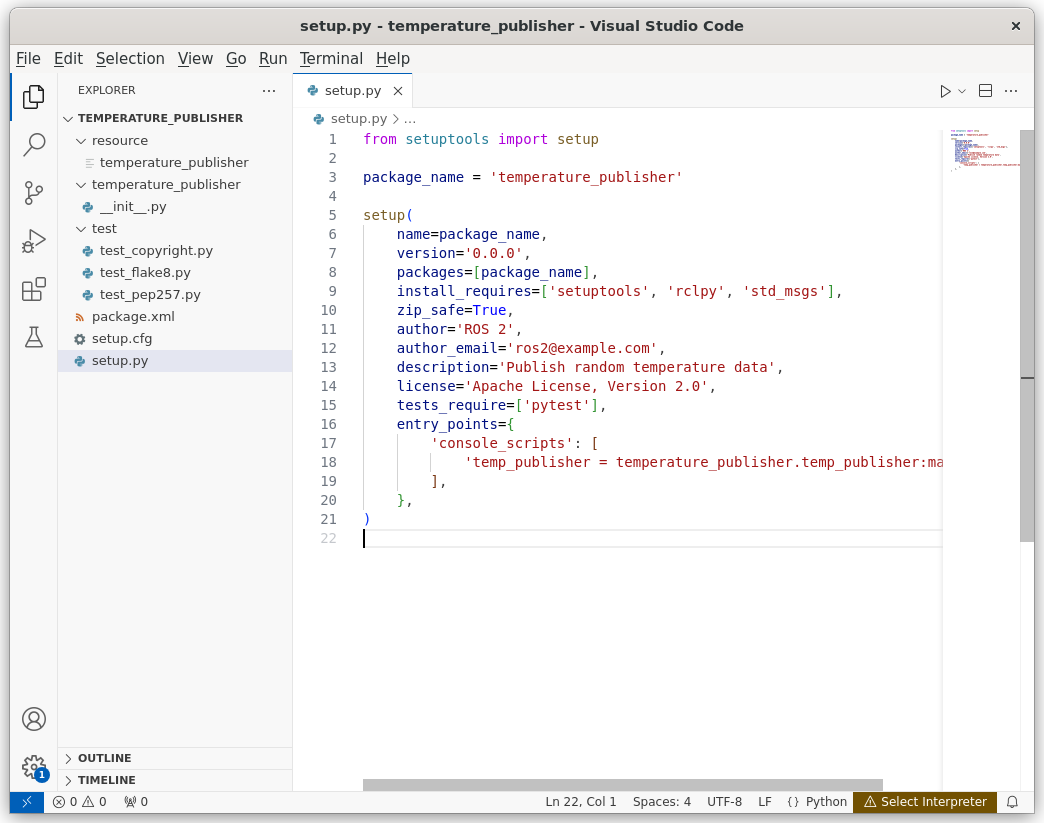 setup.py - temperature_publisher - Visual Studio Code
File Edit Selection View Go Run Terminal Help
EXPLORER
TEMPERATURE_PUBLISHER
resource
temperature_publisher
temperature_publisher
__init__.py
test
test_copyright.py
test_flake8.py
test_pep257.py
package.xml
setup.cfg
setup.py
OUTLINE
TIMELINE
setup.py
setup.py > ...
1 from setuptools import setup
2
3 package_name = 'temperature_publisher'
4
5 setup(
6     name=package_name,
7     version='0.0.0',
8     packages=[package_name],
9     install_requires=['setuptools', 'rclpy', 'std_msgs'],
10     zip_safe=True,
11     author='ROS 2',
12     author_email='ros2@example.com',
13     description='Publish random temperature data',
14     license='Apache License, Version 2.0',
15     tests_require=['pytest'],
16     entry_points={
17         'console_scripts': [
18             'temp_publisher = temperature_publisher.temp_publisher:ma
19         ],
20     },
21 )
22
1
0 0 0 Ln 22, Col 1 Spaces: 4 UTF-8 LF {} Python Select Interpreter